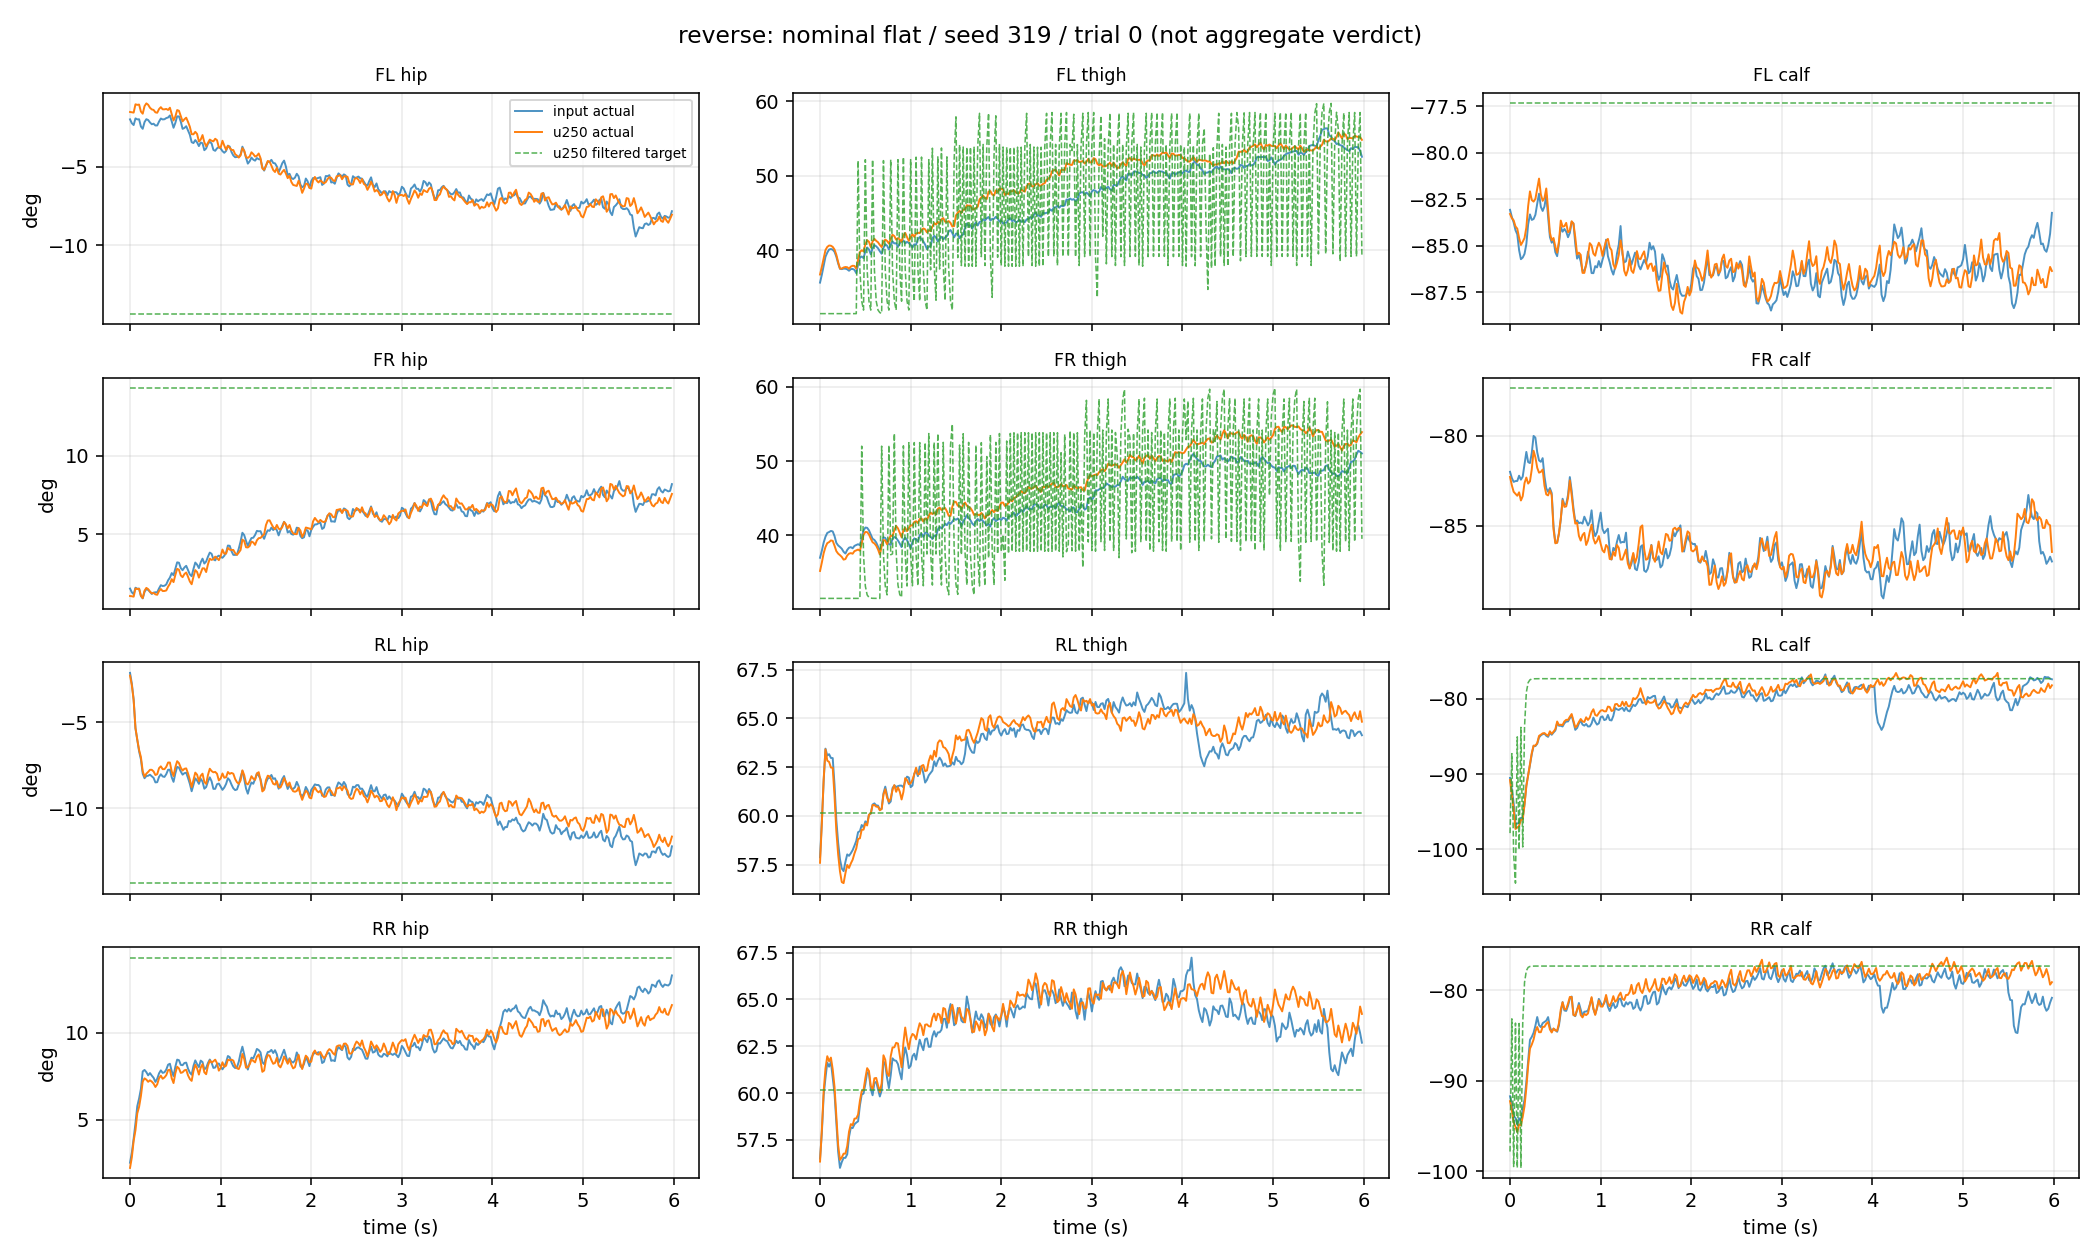 reverse: nominal flat / seed 319 / trial 0 (not aggregate verdict)
FL hip
FL thigh
FL calf
input actual
u250 actual
u250 filtered target
deg
−5
−10
60
50
40
−77.5
−80.0
−82.5
−85.0
−87.5
FR hip
FR thigh
FR calf
deg
10
5
60
50
40
−80
−85
RL hip
RL thigh
RL calf
deg
−5
−10
67.5
65.0
62.5
60.0
57.5
−80
−90
−100
RR hip
RR thigh
RR calf
deg
10
5
67.5
65.0
62.5
60.0
57.5
−80
−90
−100
0 1 2 3 4 5 6
0 1 2 3 4 5 6
0 1 2 3 4 5 6
time (s)
time (s)
time (s)